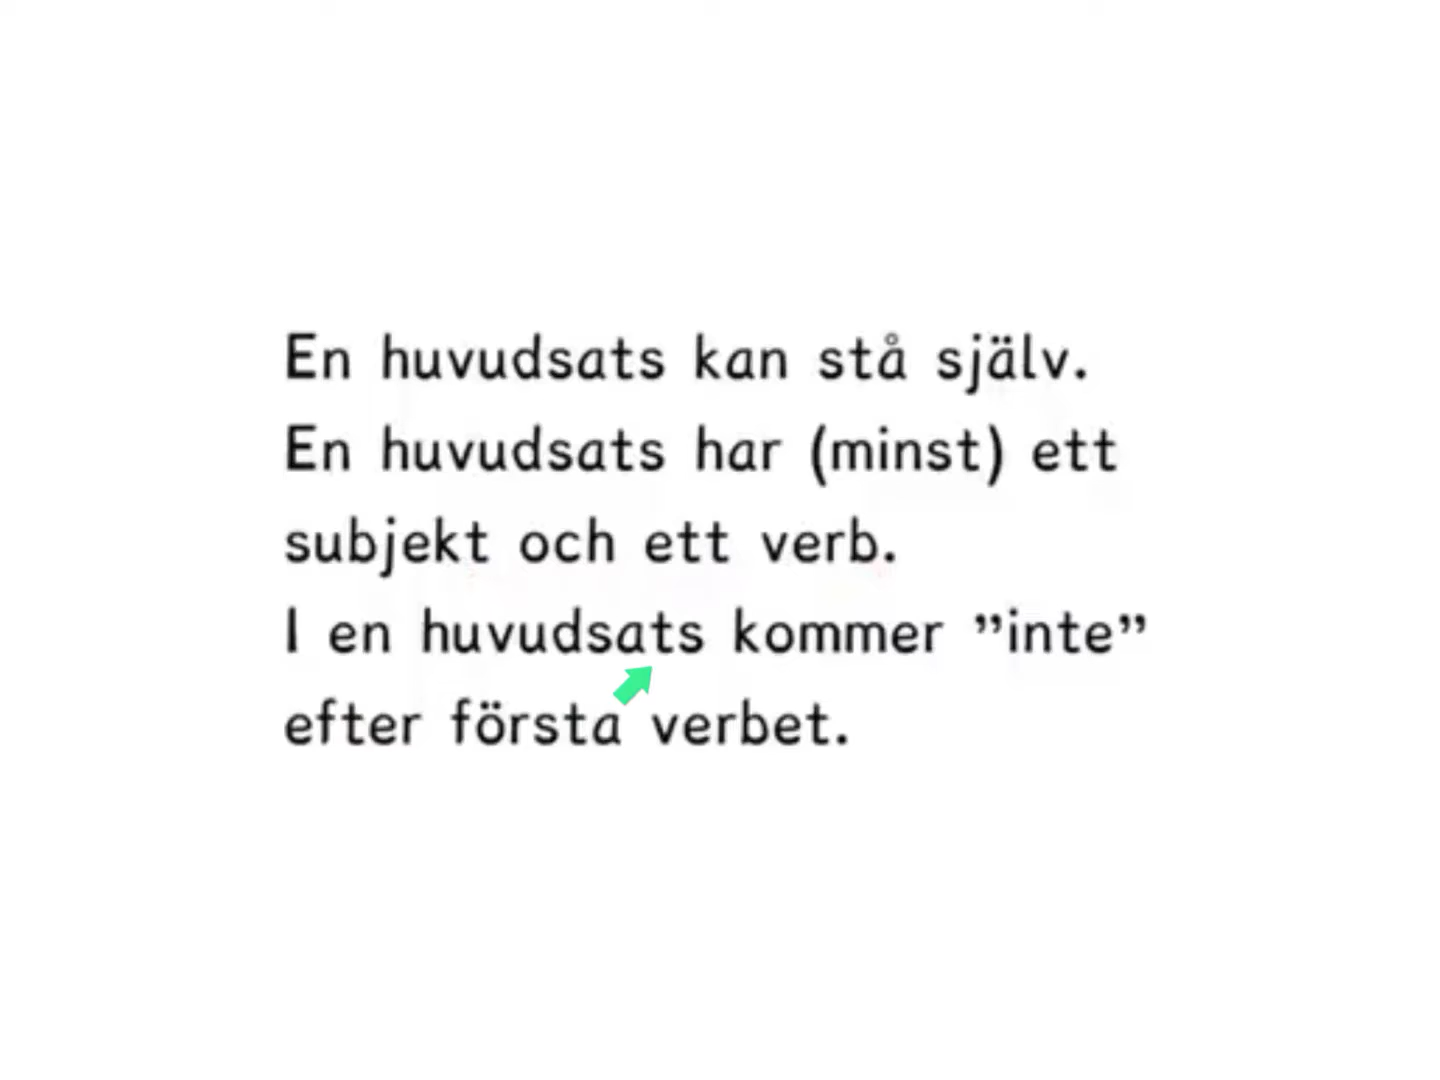 En huvudsats kan stå själv.
En huvudsats har (minst) ett
subjekt och ett verb.
I en huvudsats kommer ”inte”
efter första verbet.